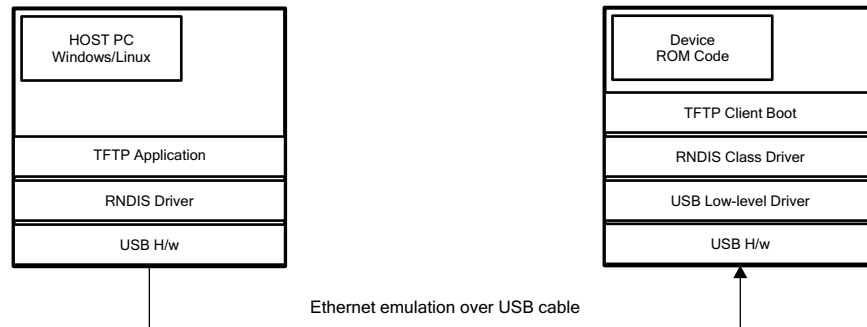 HOST PC
Windows/Linux
TFTP Application
RNDIS Driver
USB H/w
Device
ROM Code
TFTP Client Boot
RNDIS Class Driver
USB Low-level Driver
USB H/w
Ethernet emulation over USB cable